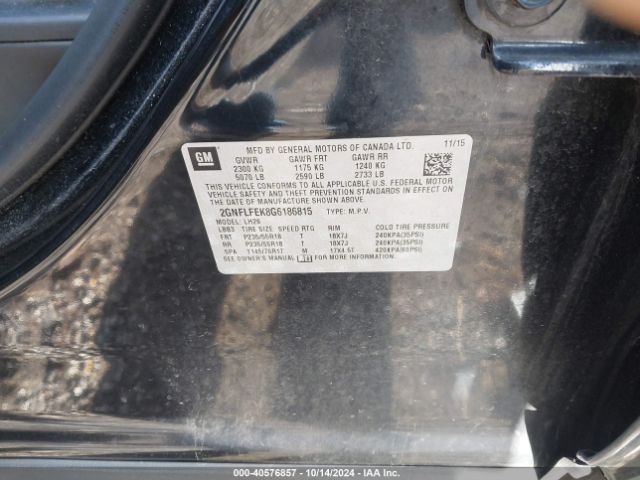 GM
MFD BY GENERAL MOTORS OF CANADA LTD. 11/15
GVWR GAWR FRT GAWR RR
2300 KG 1175 KG 1240 KG
5070 LB 2590 LB 2733 LB
THIS VEHICLE CONFORMS TO ALL APPLICABLE U.S. FEDERAL MOTOR
VEHICLE SAFETY AND THEFT PREVENTION STANDARDS IN EFFECT ON
THE DATE OF MANUFACTURE SHOWN ABOVE.
2GNFLFEK8G6186815 TYPE: M.P.V.
MODEL: LH26
LBB3 TIRE SIZE SPEED RTG RIM COLD TIRE PRESSURE
FRT P235/55R18 T 18X7J 240KPA(35PSI)
RR P235/55R18 T 18X7J 240KPA(35PSI)
SPA T145/75R17 M 17X4 5T 420KPA(60PSI)
SEE OWNER'S MANUAL FOR MORE INFORMATION.
000-40576857 - 10/14/2024 - IAA Inc.